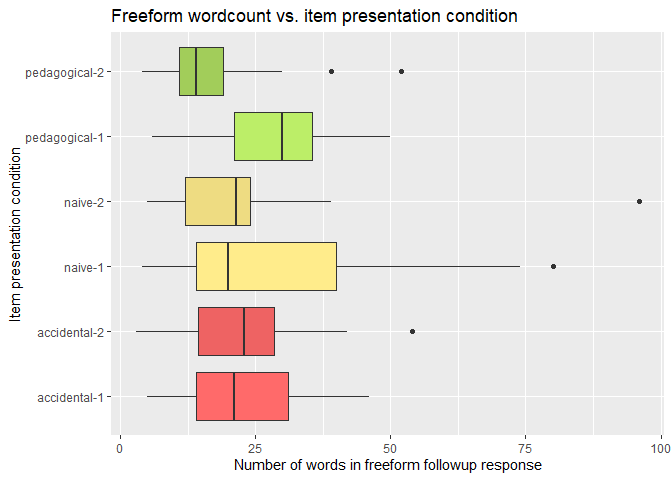 Freeform wordcount vs. item presentation condition
Item presentation condition
pedagogical-2
pedagogical-1
naive-2
naive-1
accidental-2
accidental-1
0 25 50 75 100
Number of words in freeform followup response